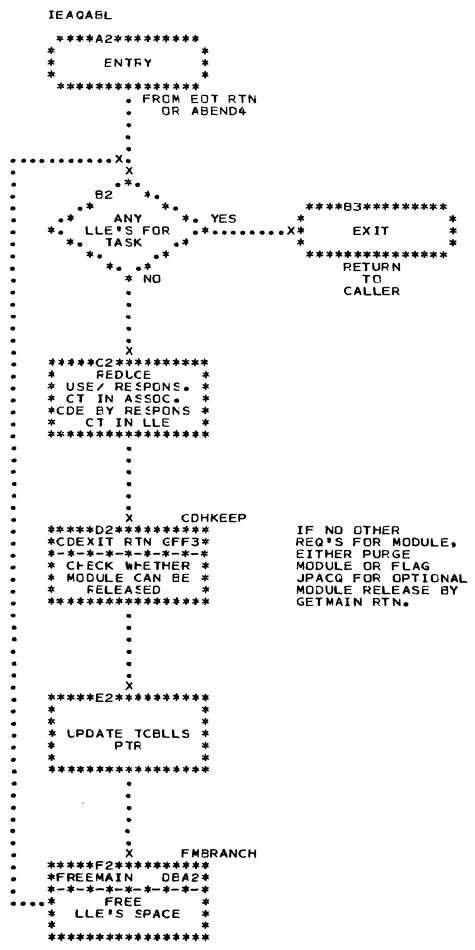 IEAQABL
A2
ENTRY
FROM EOT RTN
OR ABEND4
B2
ANY
LLE'S FOR
TASK
YES
NO
B3
EXIT
RETURN
TO
CALLER
C2
REDUCE
USE/ RESPONS.
CT IN ASSOC.
CDE BY RESPONS
CT IN LLE
CDHKEEP
D2
CDEXIT RTN GFF3
CHECK WHETHER
MODULE CAN BE
RELEASED
IF NO OTHER
REQ'S FOR MODULE,
EITHER PURGE
MODULE OR FLAG
JPACQ FOR OPTIONAL
MODULE RELEASE BY
GETMAIN RTN.
E2
UPDATE TCBLLS
PTR
FMBRANCH
F2
FREEMAIN DBA2
FREE
LLE'S SPACE